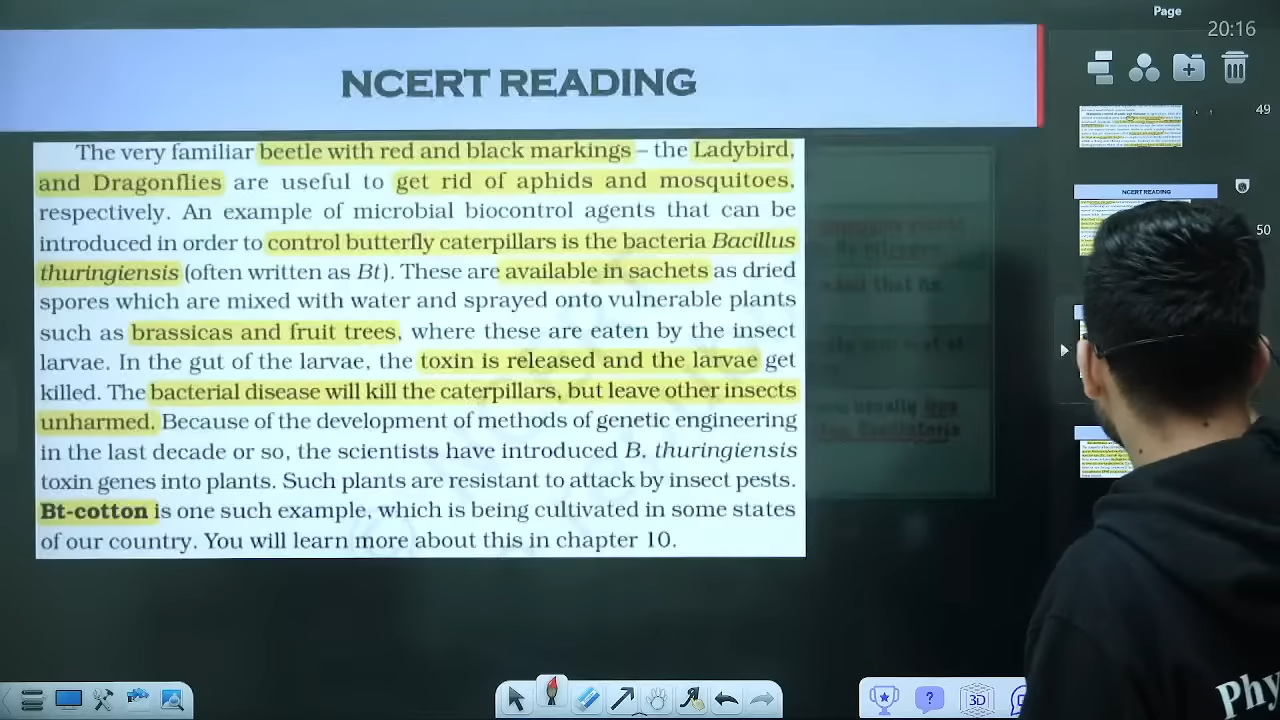 Page
20:16
NCERT READING
The very familiar beetle with red and black markings – the Ladybird,
and Dragonflies are useful to get rid of aphids and mosquitoes,
respectively. An example of microbial biocontrol agents that can be
introduced in order to control butterfly caterpillars is the bacteria Bacillus
thuringiensis (often written as Bt). These are available in sachets as dried
spores which are mixed with water and sprayed onto vulnerable plants
such as brassicas and fruit trees, where these are eaten by the insect
larvae. In the gut of the larvae, the toxin is released and the larvae get
killed. The bacterial disease will kill the caterpillars, but leave other insects
unharmed. Because of the development of methods of genetic engineering
in the last decade or so, the scientists have introduced B. thuringiensis
toxin genes into plants. Such plants are resistant to attack by insect pests.
Bt-cotton is one such example, which is being cultivated in some states
of our country. You will learn more about this in chapter 10.
49
NCERT READING
50
?
3D
Phy